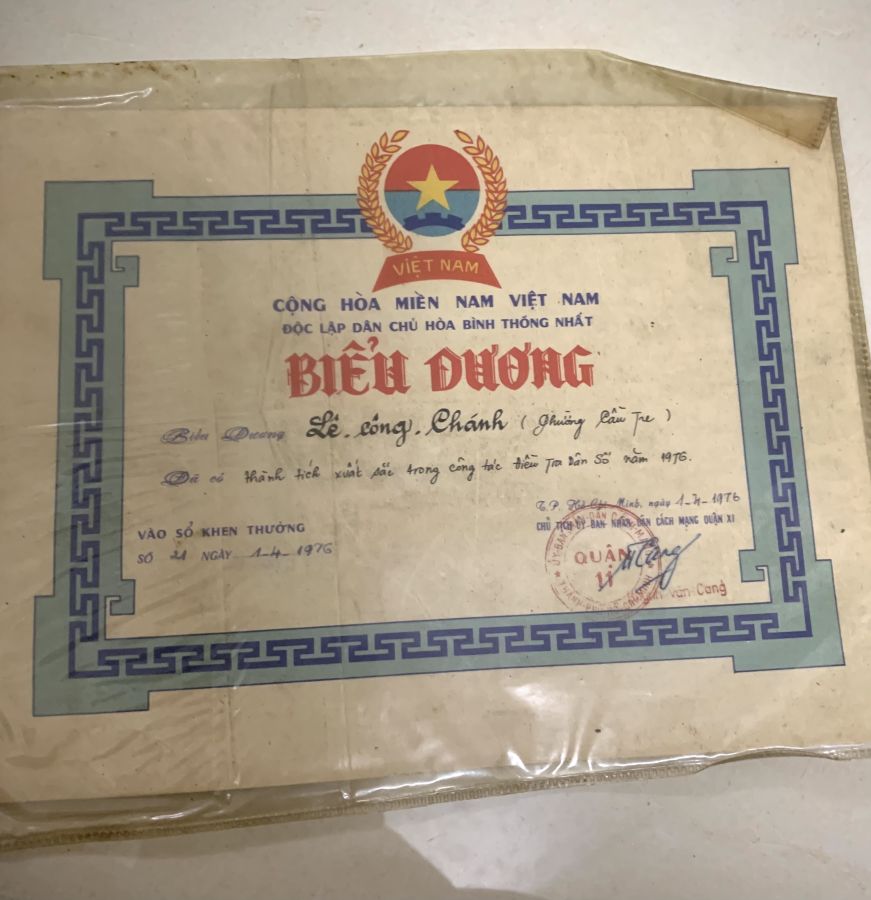 VIỆT NAM
CỘNG HÒA MIỀN NAM VIỆT NAM
ĐỘC LẬP DÂN CHỦ HÒA BÌNH THỐNG NHẤT
BIỂU DƯƠNG
Biểu Dương Lê Công Chánh (Phường Cầu Tre)
Đã có thành tích xuất sắc trong công tác Điều Tra Dân Số năm 1976.
T.P. Hồ Chí Minh, ngày 1-4-1976
CHỦ TỊCH ỦY BAN NHÂN DÂN CÁCH MẠNG QUẬN XI
VÀO SỔ KHEN THƯỞNG
SỐ 21 NGÀY 1-4-1976
QUẬN
11
Văn Cang